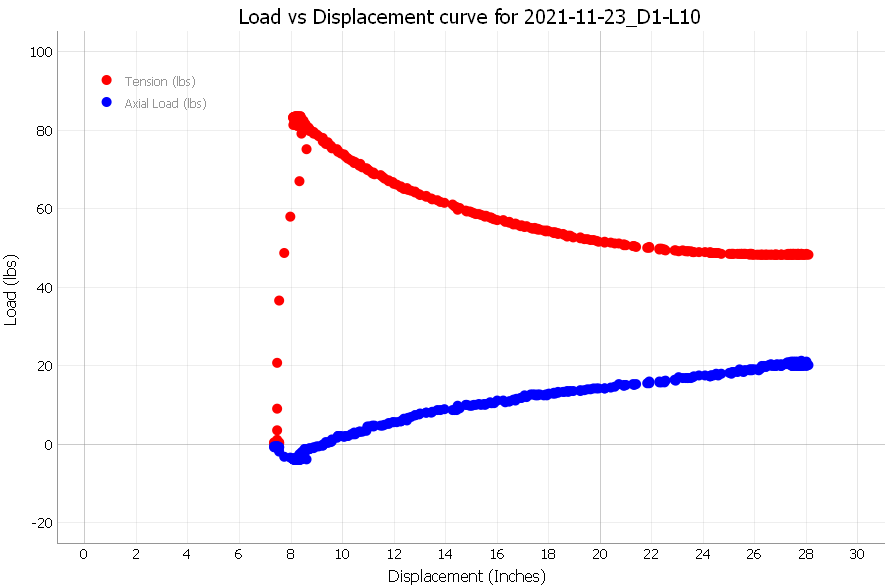 Load vs Displacement curve for 2021-11-23_D1-L10
Tension (lbs)
Axial Load (lbs)
Load (lbs)
100
80
60
40
20
0
-20
0 2 4 6 8 10 12 14 16 18 20 22 24 26 28 30
Displacement (Inches)